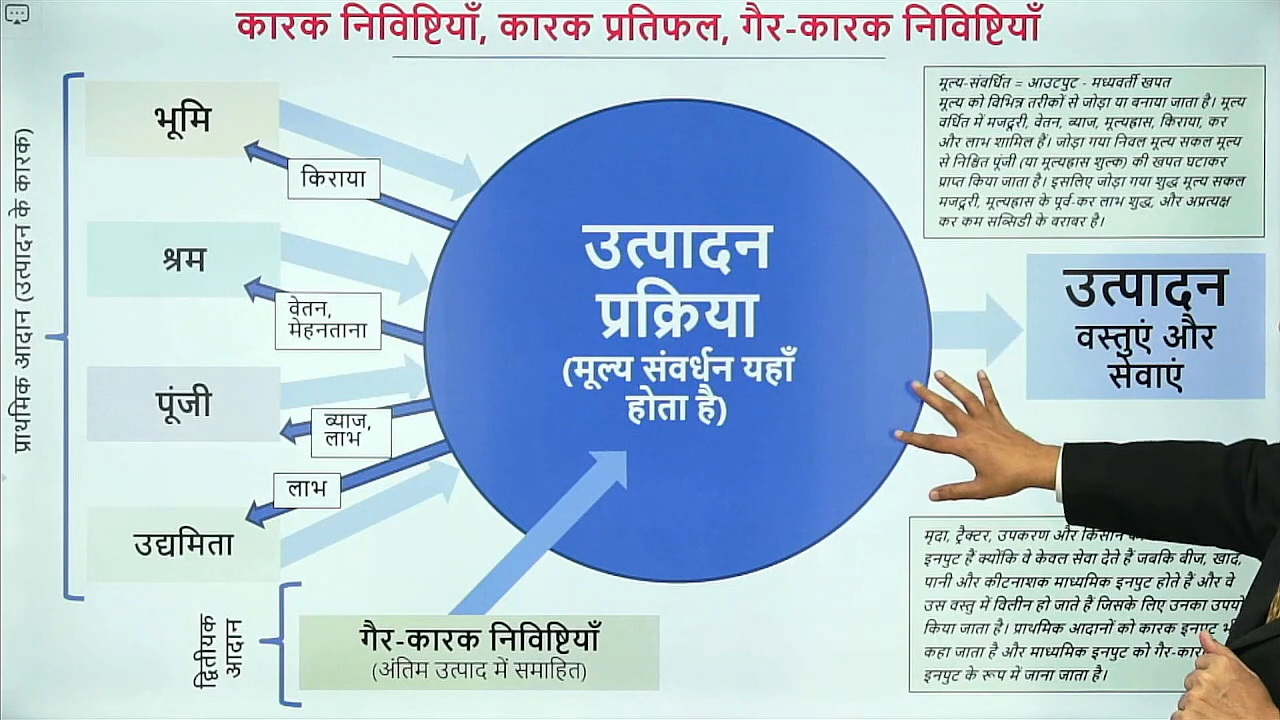 कारक निविष्टियाँ, कारक प्रतिफल, गैर-कारक निविष्टियाँ
प्राथमिक आदान (उत्पादन के कारक)
भूमि
किराया
श्रम
वेतन,
मेहनताना
पूंजी
ब्याज,
लाभ
लाभ
उद्यमिता
द्वितीयक
आदान
गैर-कारक निविष्टियाँ
(अंतिम उत्पाद में समाहित)
उत्पादन
प्रक्रिया
(मूल्य संवर्धन यहाँ
होता है)
मूल्य-संवर्धित = आउटपुट - मध्यवर्ती खपत
मूल्य को विभिन्न तरीकों से जोड़ा या बनाया जाता है। मूल्य
वर्धित में मजदूरी, वेतन, ब्याज, मूल्यह्रास, किराया, कर
और लाभ शामिल हैं। जोड़ा गया निवल मूल्य सकल मूल्य
से निश्चित पूंजी (या मूल्यह्रास शुल्क) की खपत घटाकर
प्राप्त किया जाता है। इसलिए जोड़ा गया शुद्ध मूल्य सकल
मजदूरी, मूल्यह्रास के पूर्व-कर लाभ शुद्ध, और अप्रत्यक्ष
कर कम सब्सिडी के बराबर है।
उत्पादन
वस्तुएं और
सेवाएं
मृदा, ट्रैक्टर, उपकरण और किसान
इनपुट हैं क्योंकि वे केवल सेवा देते हैं जबकि बीज, खाद,
पानी और कीटनाशक माध्यमिक इनपुट होते हैं और वे
उस वस्तु में विलीन हो जाते हैं जिसके लिए उनका
किया जाता है। प्राथमिक आदानों को कारक इनपुट
कहा जाता है और माध्यमिक इनपुट को
इनपुट के रूप में जाना जाता है।